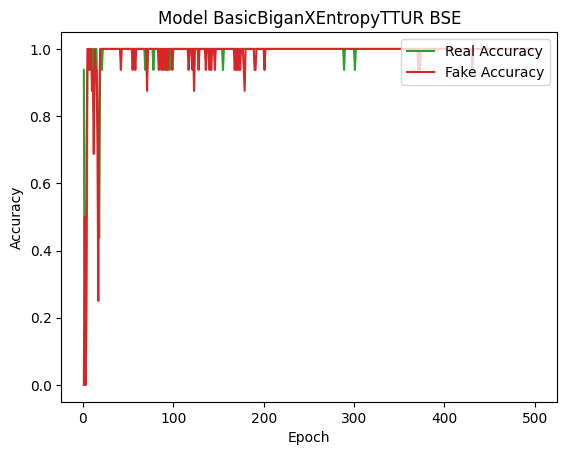 Model BasicBiganXEntropyTTUR BSE
Real Accuracy
Fake Accuracy
Accuracy
1.0
0.8
0.6
0.4
0.2
0.0
0 100 200 300 400 500
Epoch